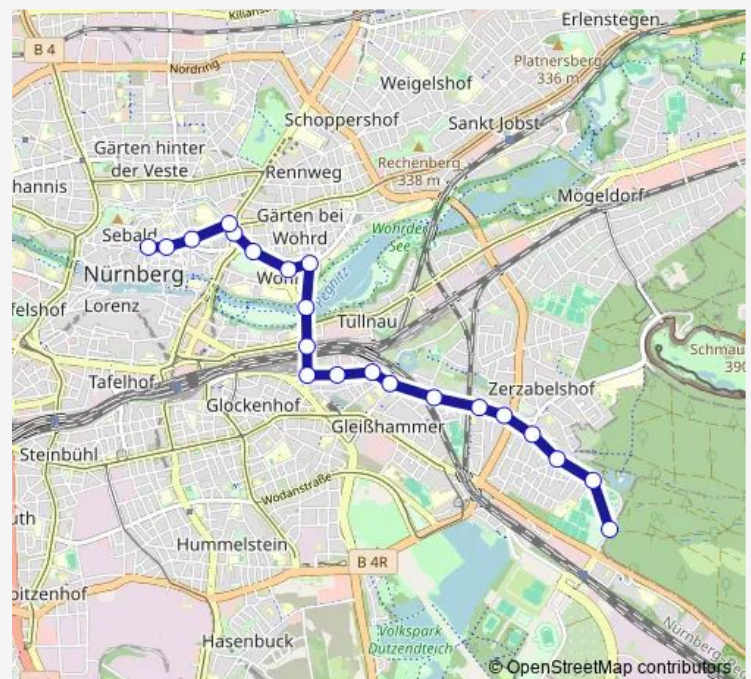 Erlenstegen
B 4
Nordring
Platnersberg
336 m
Weigelshof
Schoppershof
Sankt Jobst
Gärten hinter
der Veste
Rechenberg
338 m
Rennweg
hannis
Mögeldorf
Gärten bei
Wöhrd
Sebald
Wöhrder
See
Nürnberg
Pegnitz
felshof
Lorenz
Tullnau
Schmau
390
Tafelhof
Zerzabelshof
Glockenhof
Gleißhammer
Steinbühl
Wodanstraße
uth
Hummelstein
B 4R
pitzenhof
Volkspark
Dutzendteich
Hasenbuck
© OpenStreetMap contributors